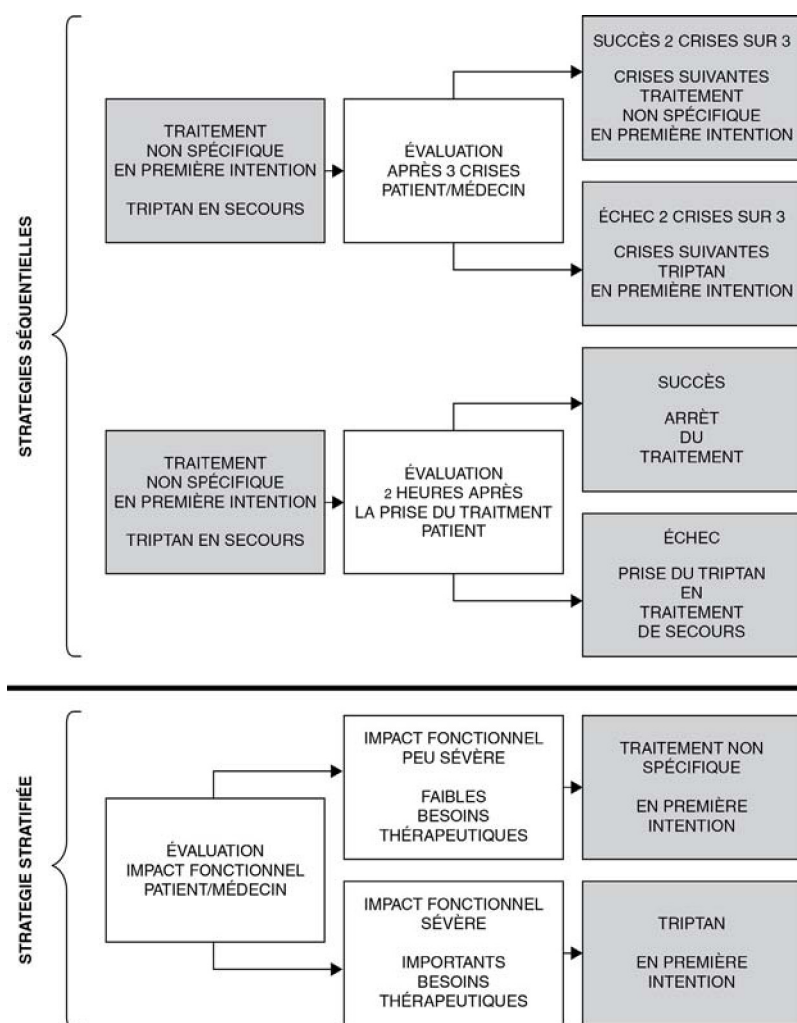 STRATEGIES SÉQUENTIELLES
TRAITEMENT
NON SPÉCIFIQUE
EN PREMIÈRE INTENTION
TRIPTAN EN SECOURS
ÉVALUATION
APRÈS 3 CRISES
PATIENT/MÉDECIN
SUCCÈS 2 CRISES SUR 3
CRISES SUIVANTES
TRAITEMENT
NON SPÉCIFIQUE
EN PREMIÈRE INTENTION
ÉCHEC 2 CRISES SUR 3
CRISES SUIVANTES
TRIPTAN
EN PREMIÈRE INTENTION
TRAITEMENT
NON SPÉCIFIQUE
EN PREMIÈRE INTENTION
TRIPTAN EN SECOURS
ÉVALUATION
2 HEURES APRÈS
LA PRISE DU TRAITMENT
PATIENT
SUCCÈS
ARRÈT
DU
TRAITEMENT
ÉCHEC
PRISE DU TRIPTAN
EN
TRAITEMENT
DE SECOURS
STRATEGIE STRATIFIÉE
ÉVALUATION
IMPACT FONCTIONNEL
PATIENT/MÉDECIN
IMPACT FONCTIONNEL
PEU SÉVÈRE
FAIBLES
BESOINS
THÉRAPEUTIQUES
TRAITEMENT NON
SPÉCIFIQUE
EN PREMIÈRE
INTENTION
IMPACT FONCTIONNEL
SÉVÈRE
IMPORTANTS
BESOINS
THÉRAPEUTIQUES
TRIPTAN
EN PREMIÈRE
INTENTION